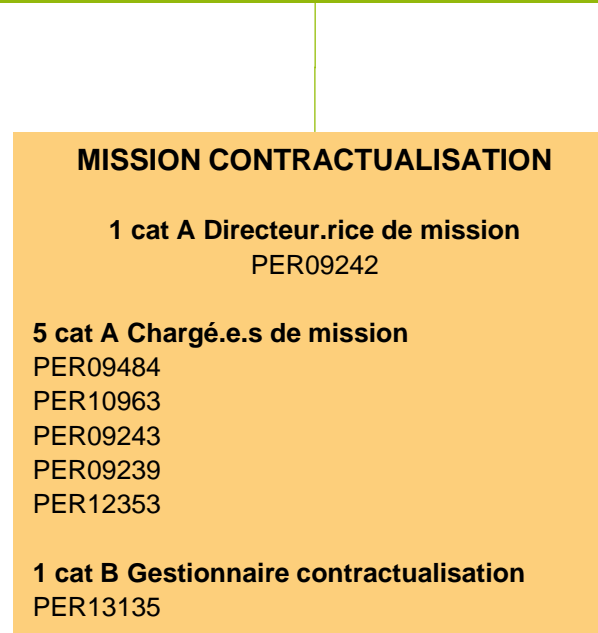 MISSION CONTRACTUALISATION
1 cat A Directeur.rice de mission
PER09242
5 cat A Chargé.e.s de mission
PER09484
PER10963
PER09243
PER09239
PER12353
1 cat B Gestionnaire contractualisation
PER13135